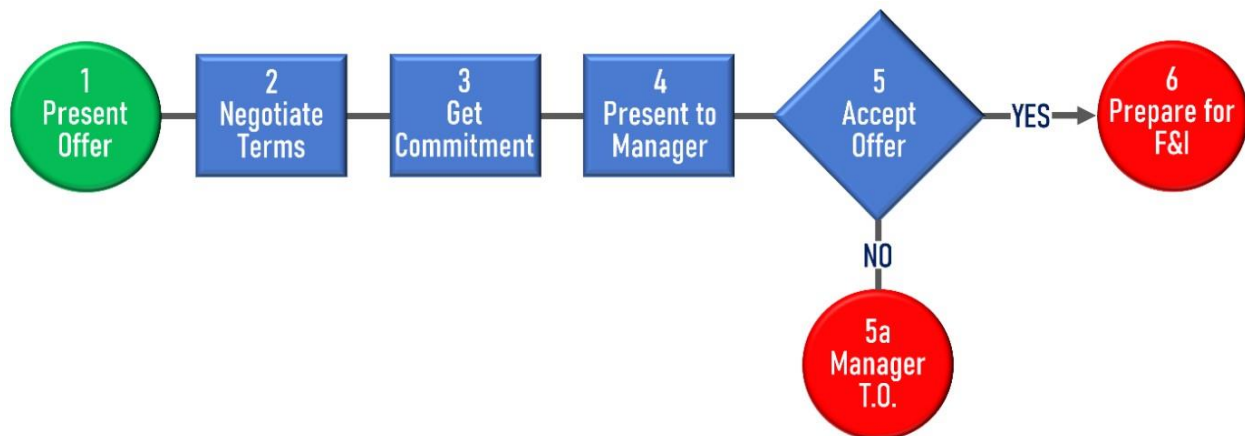 1
Present
Offer
2
Negotiate
Terms
3
Get
Commitment
4
Present to
Manager
5
Accept
Offer
YES
6
Prepare for
F&I
NO
5a
Manager
T.O.